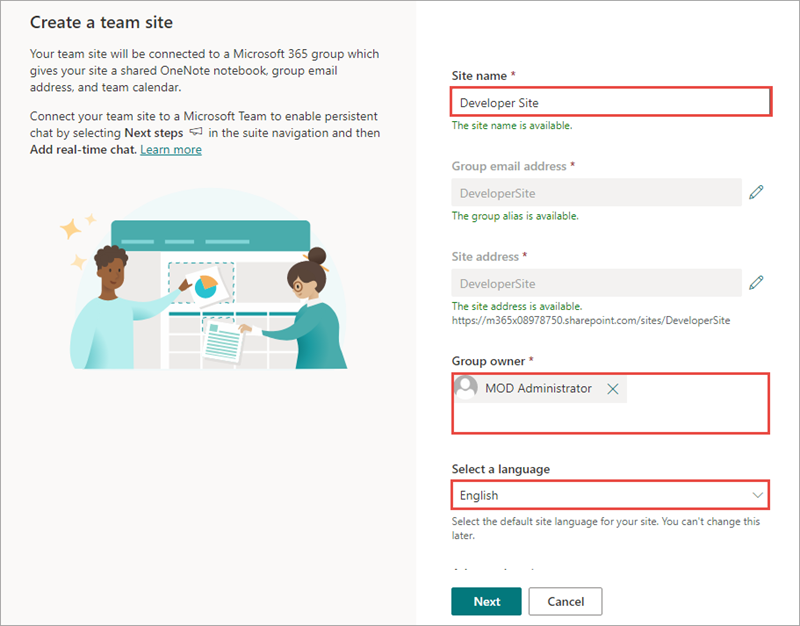 Create a team site
Your team site will be connected to a Microsoft 365 group which
gives your site a shared OneNote notebook, group email
address, and team calendar.
Connect your team site to a Microsoft Team to enable persistent
chat by selecting Next steps in the suite navigation and then
Add real-time chat. Learn more
Site name *
Developer Site
The site name is available.
Group email address *
DeveloperSite
The group alias is available.
Site address *
DeveloperSite
The site address is available.
https://m365x08978750.sharepoint.com/sites/DeveloperSite
Group owner *
MOD Administrator
Select a language
English
Select the default site language for your site. You can't change this
later.
Next
Cancel